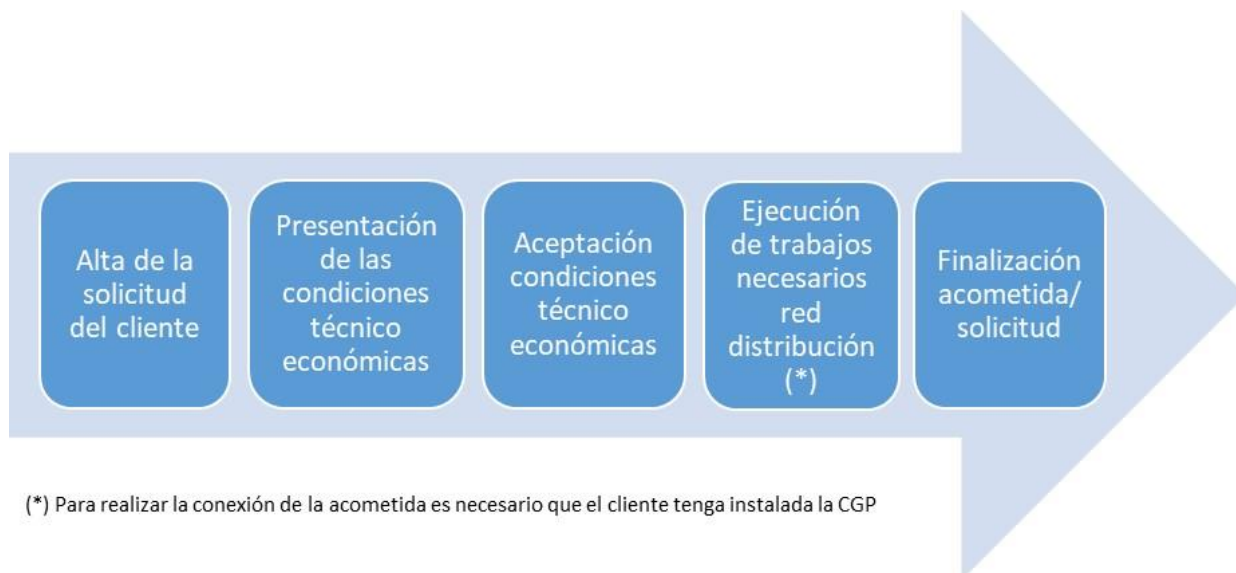 Alta de la
solicitud
del cliente
Presentación
de las
condiciones
técnico
económicas
Aceptación
condiciones
técnico
económicas
Ejecución
de trabajos
necesarios
red
distribución
(*)
Finalización
acometida/
solicitud
(*) Para realizar la conexión de la acometida es necesario que el cliente tenga instalada la CGP